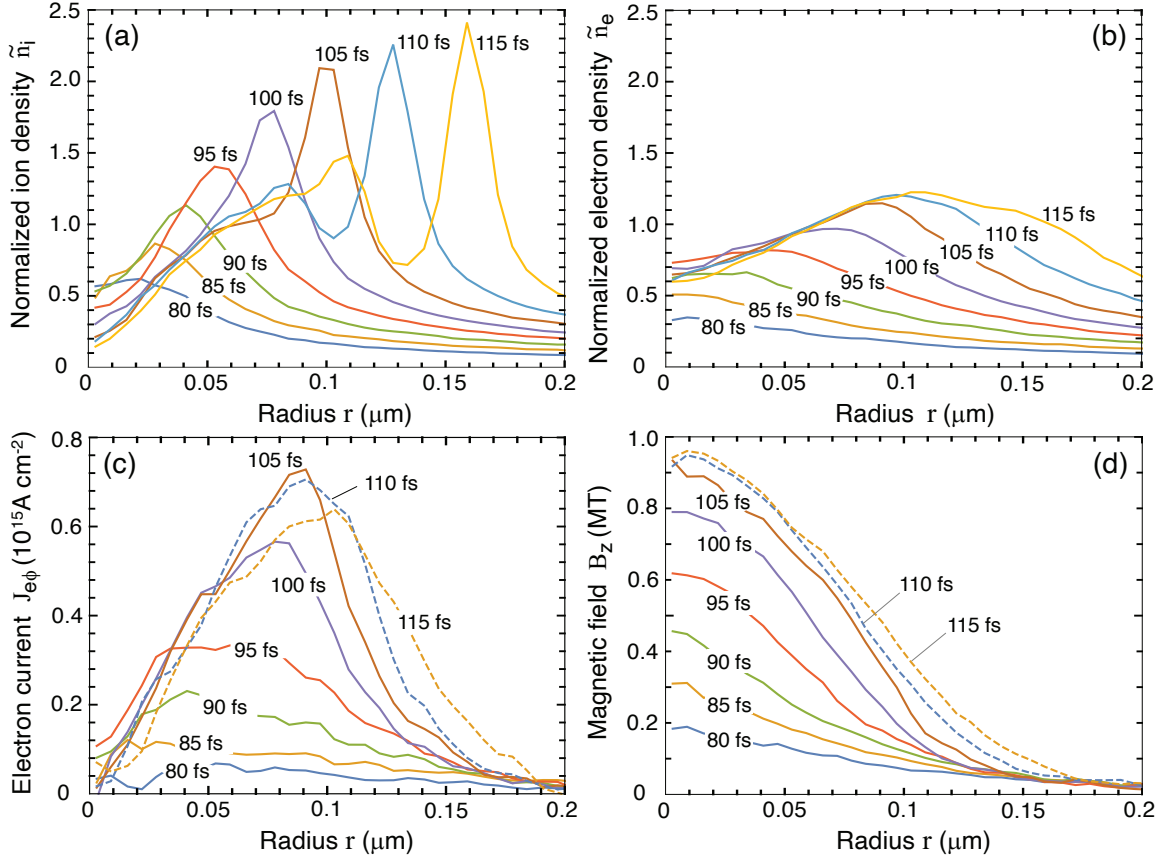 (a)
Normalized ion density ñi
2.5
2.0
1.5
1.0
0.5
0
80 fs
85 fs
90 fs
95 fs
100 fs
105 fs
110 fs
115 fs
0
0.05
0.1
0.15
0.2
Radius r (μm)
(b)
Normalized electron density ñe
2.5
2.0
1.5
1.0
0.5
0
80 fs
85 fs
90 fs
95 fs
100 fs
105 fs
110 fs
115 fs
0
0.05
0.1
0.15
0.2
Radius r (μm)
(c)
Electron current Jeϕ (10¹⁵A cm⁻²)
0.8
0.6
0.4
0.2
0
80 fs
85 fs
90 fs
95 fs
100 fs
105 fs
110 fs
115 fs
0
0.05
0.1
0.15
0.2
Radius r (μm)
(d)
Magnetic field Bz (MT)
1.0
0.8
0.6
0.4
0.2
0
80 fs
85 fs
90 fs
95 fs
100 fs
105 fs
110 fs
115 fs
0
0.05
0.1
0.15
0.2
Radius r (μm)